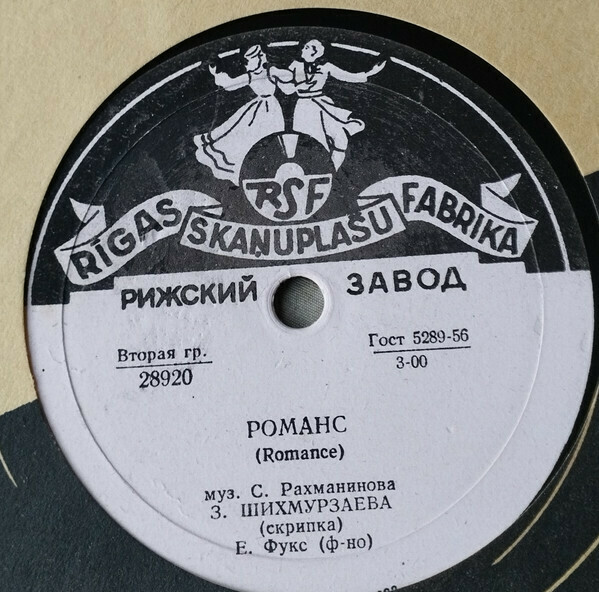 RSF
RĪGAS SKAŅUPLAŠU FABRIKA
РИЖСКИЙ ЗАВОД
Вторая гр.
28920
Гост 5289-56
3-00
РОМАНС
(Romance)
муз. С. Рахманинова
З. ШИХМУРЗАЕВА
(скрипка)
Е. Фукс (ф-но)